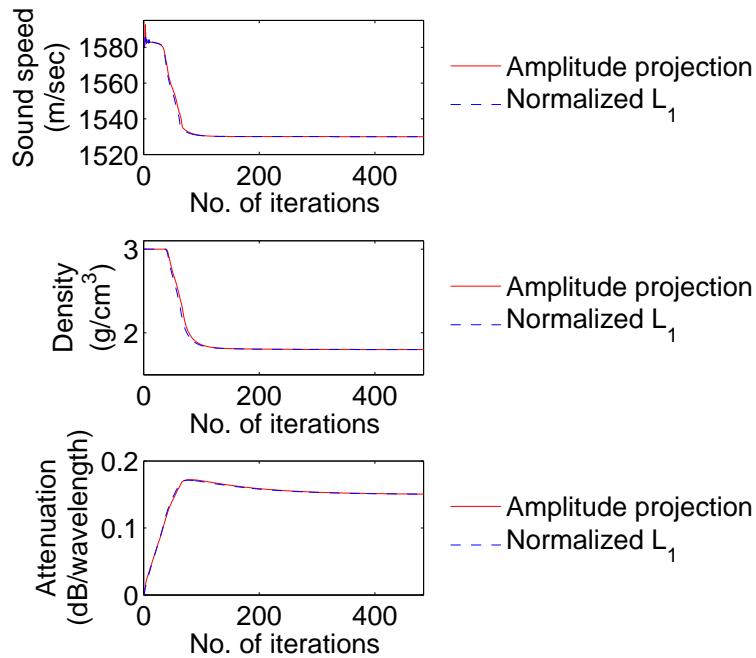 Sound speed
(m/sec)
1580
1560
1540
1520
0
200
400
No. of iterations
Amplitude projection
Normalized L1
Density
(g/cm3)
3
2
0
200
400
No. of iterations
Amplitude projection
Normalized L1
Attenuation
(dB/wavelength)
0.2
0.1
0
0
200
400
No. of iterations
Amplitude projection
Normalized L1